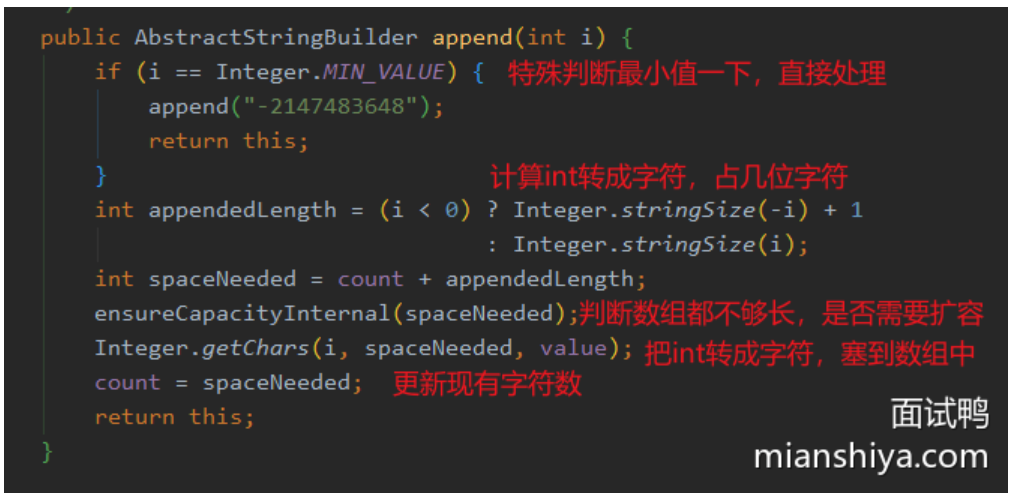 public AbstractStringBuilder append(int i) {
if (i == Integer.MIN_VALUE) { 特殊判断最小值一下，直接处理
append("-2147483648");
return this;
}
计算int转成字符，占几位字符
int appendedLength = (i < 0) ? Integer.stringSize(-i) + 1
: Integer.stringSize(i);
int spaceNeeded = count + appendedLength;
ensureCapacityInternal(spaceNeeded);判断数组都不够长，是否需要扩容
Integer.getChars(i, spaceNeeded, value); 把int转成字符，塞到数组中
count = spaceNeeded; 更新现有字符数
return this;
}
面试鸭
mianshiya.com